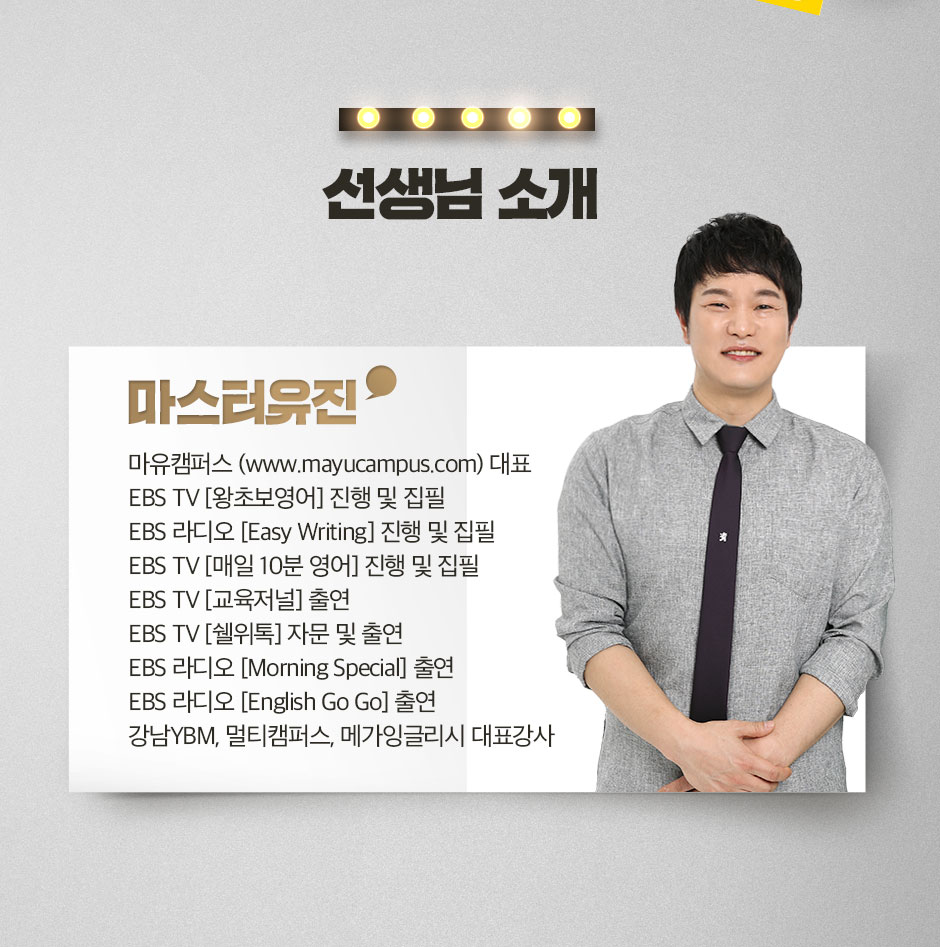 선생님 소개
마스터유진
마유캠퍼스 (www.mayucampus.com) 대표
EBS TV [왕초보영어] 진행 및 집필
EBS 라디오 [Easy Writing] 진행 및 집필
EBS TV [매일 10분 영어] 진행 및 집필
EBS TV [교육저널] 출연
EBS TV [쉘위톡] 자문 및 출연
EBS 라디오 [Morning Special] 출연
EBS 라디오 [English Go Go] 출연
강남YBM, 멀티캠퍼스, 메가잉글리시 대표강사